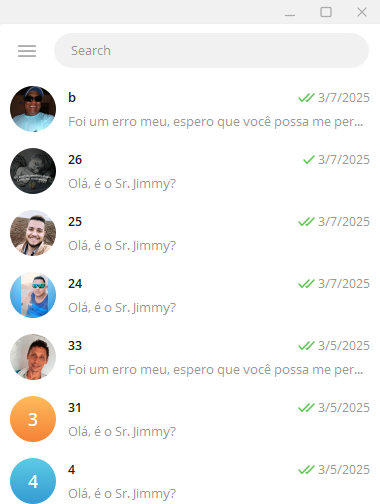 Search
b 3/7/2025
Foi um erro meu, espero que você possa me per...
26 3/7/2025
Olá, é o Sr. Jimmy?
25 3/7/2025
Olá, é o Sr. Jimmy?
24 3/7/2025
Olá, é o Sr. Jimmy?
33 3/5/2025
Foi um erro meu, espero que você possa me per...
3 31 3/5/2025
Olá, é o Sr. Jimmy?
4 4 3/5/2025
Olá, é o Sr. Jimmy?